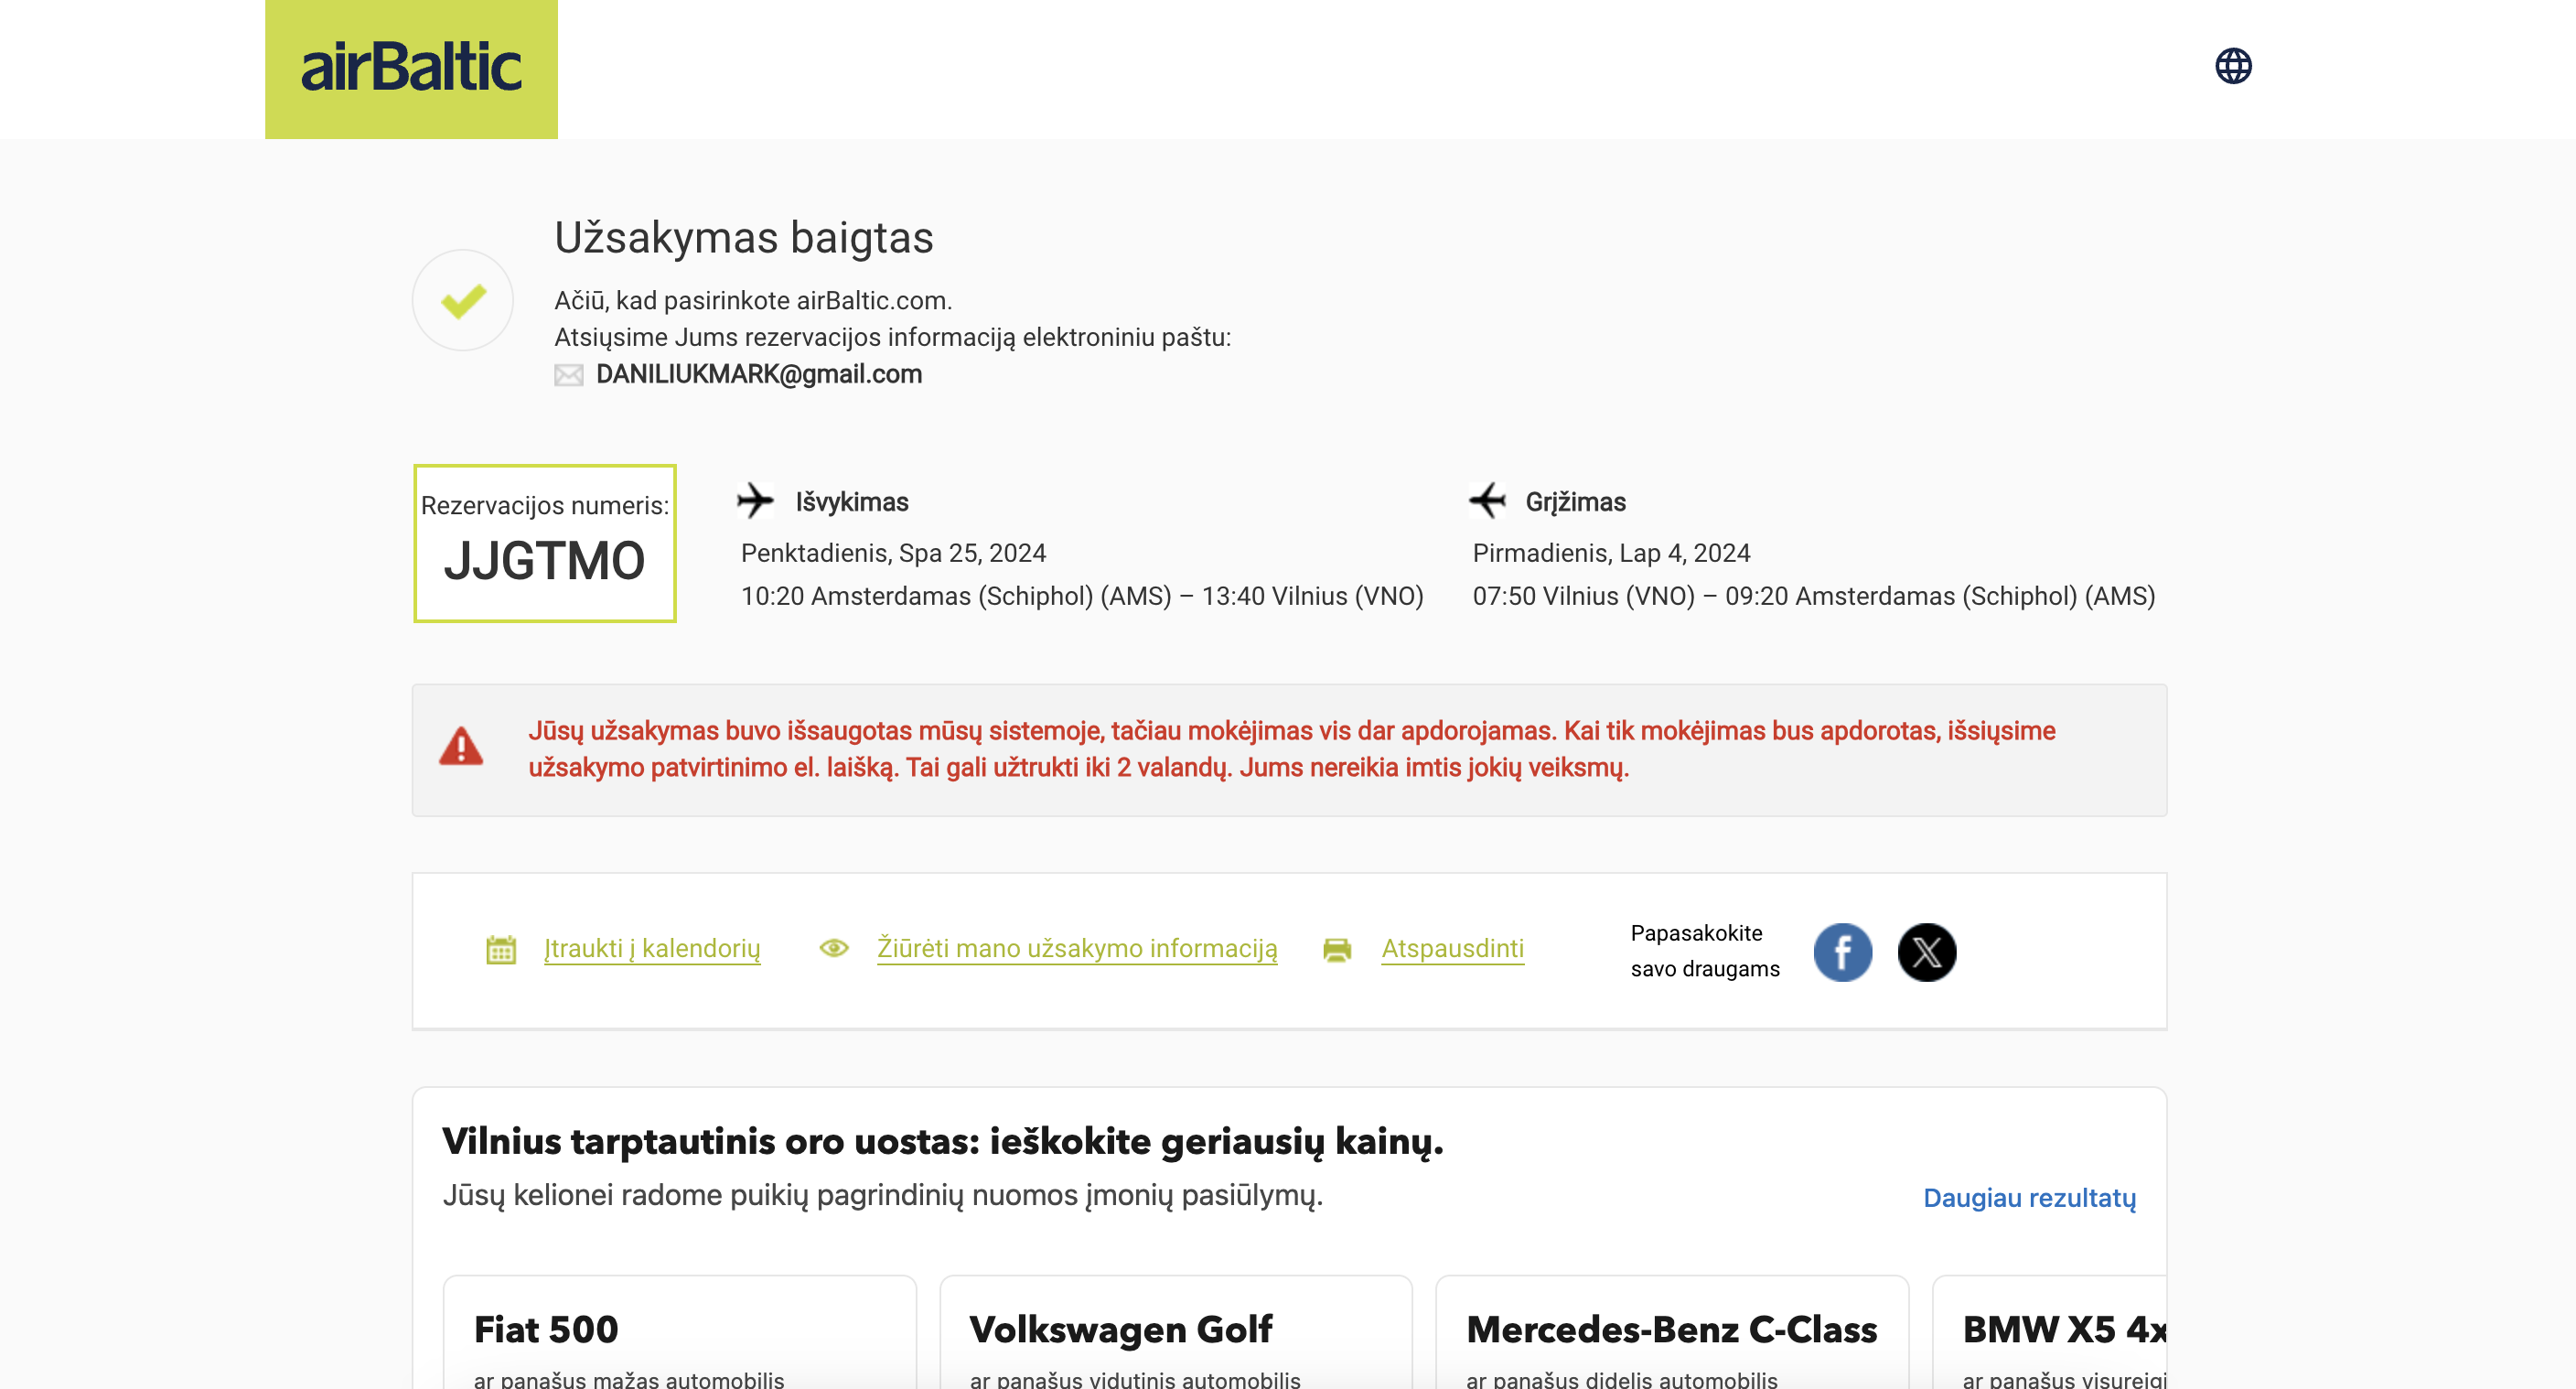 airBaltic
Užsakymas baigtas
Ačiū, kad pasirinkote airBaltic.com.
Atsiųsime Jums rezervacijos informaciją elektroniniu paštu:
DANILIUKMARK@gmail.com
Rezervacijos numeris:
JJGTMO
Išvykimas
Penktadienis, Spa 25, 2024
10:20 Amsterdamas (Schiphol) (AMS) – 13:40 Vilnius (VNO)
Grįžimas
Pirmadienis, Lap 4, 2024
07:50 Vilnius (VNO) – 09:20 Amsterdamas (Schiphol) (AMS)
Jūsų užsakymas buvo išsaugotas mūsų sistemoje, tačiau mokėjimas vis dar apdorojamas. Kai tik mokėjimas bus apdorotas, išsiųsime
užsakymo patvirtinimo el. laišką. Tai gali užtrukti iki 2 valandų. Jums nereikia imtis jokių veiksmų.
Įtraukti į kalendorių
Žiūrėti mano užsakymo informaciją
Atspausdinti
Papasakokite
savo draugams
Vilnius tarptautinis oro uostas: ieškokite geriausių kainų.
Jūsų kelionei radome puikių pagrindinių nuomos įmonių pasiūlymų.
Daugiau rezultatų
Fiat 500
ar panašus mažas automobilis
Volkswagen Golf
ar panašus vidutinis automobilis
Mercedes-Benz C-Class
ar panašus didelis automobilis
BMW X5 4x
ar panašus visureigi